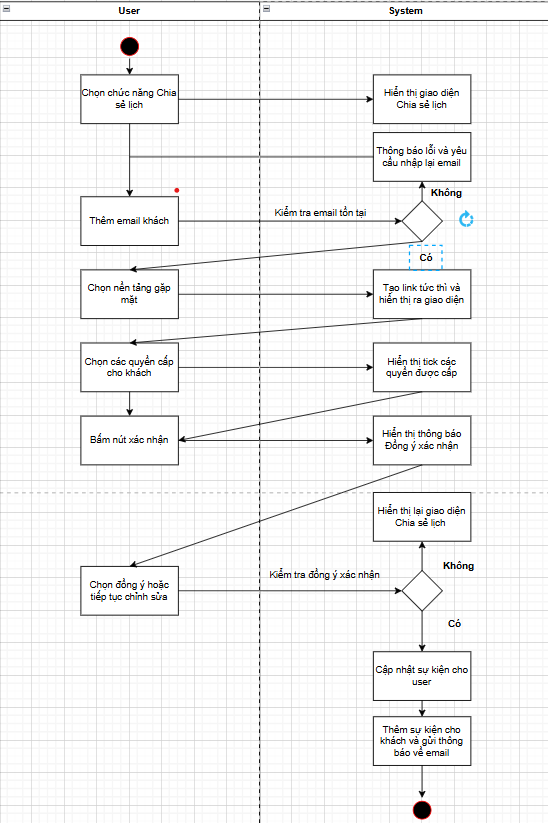 User
System
Chọn chức năng Chia
sẻ lịch
Hiển thị giao diện
Chia sẻ lịch
Thông báo lỗi và yêu
cầu nhập lại email
Không
Thêm email khách
Kiểm tra email tồn tại
Có
Chọn nền tảng gặp
mặt
Tạo link tức thì và
hiển thị ra giao diện
Chọn các quyền cấp
cho khách
Hiển thị tick các
quyền được cấp
Bấm nút xác nhận
Hiển thị thông báo
Đồng ý xác nhận
Hiển thị lại giao diện
Chia sẻ lịch
Không
Chọn đồng ý hoặc
tiếp tục chỉnh sửa
Kiểm tra đồng ý xác nhận
Có
Cập nhật sự kiện cho
user
Thêm sự kiện cho
khách và gửi thông
báo về email